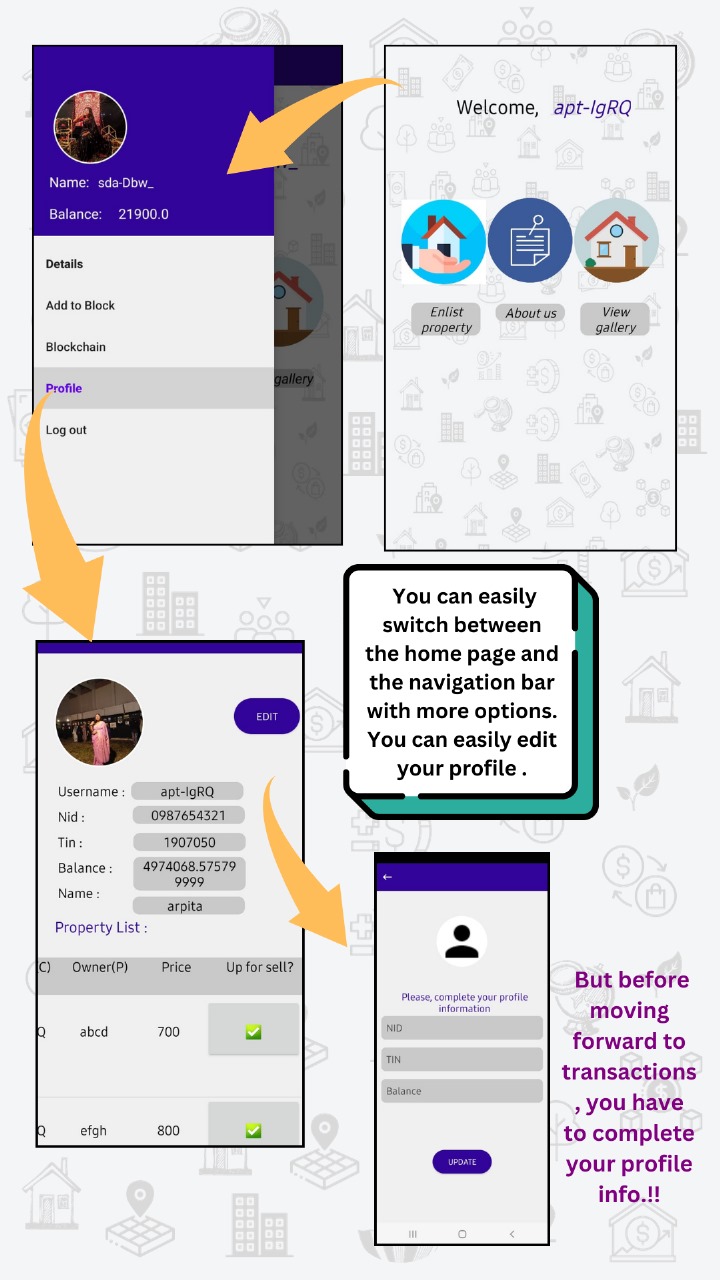 Welcome, apt-IgRQ
Enlist
property
About us
View
gallery
Name: sda-Dbw_
Balance: 21900.0
Details
Add to Block
Blockchain
Profile
Log out
gallery
You can easily
switch between
the home page and
the navigation bar
with more options.
You can easily edit
your profile .
EDIT
Username : apt-IgRQ
Nid : 0987654321
Tin : 1907050
Balance : 4974068.57579
9999
Name : arpita
Property List :
C) Owner(P) Price Up for sell?
Q abcd 700
Q efgh 800
Please, complete your profile
information
NID
TIN
Balance
UPDATE
But before
moving
forward to
transactions
, you have
to complete
your profile
info.!!